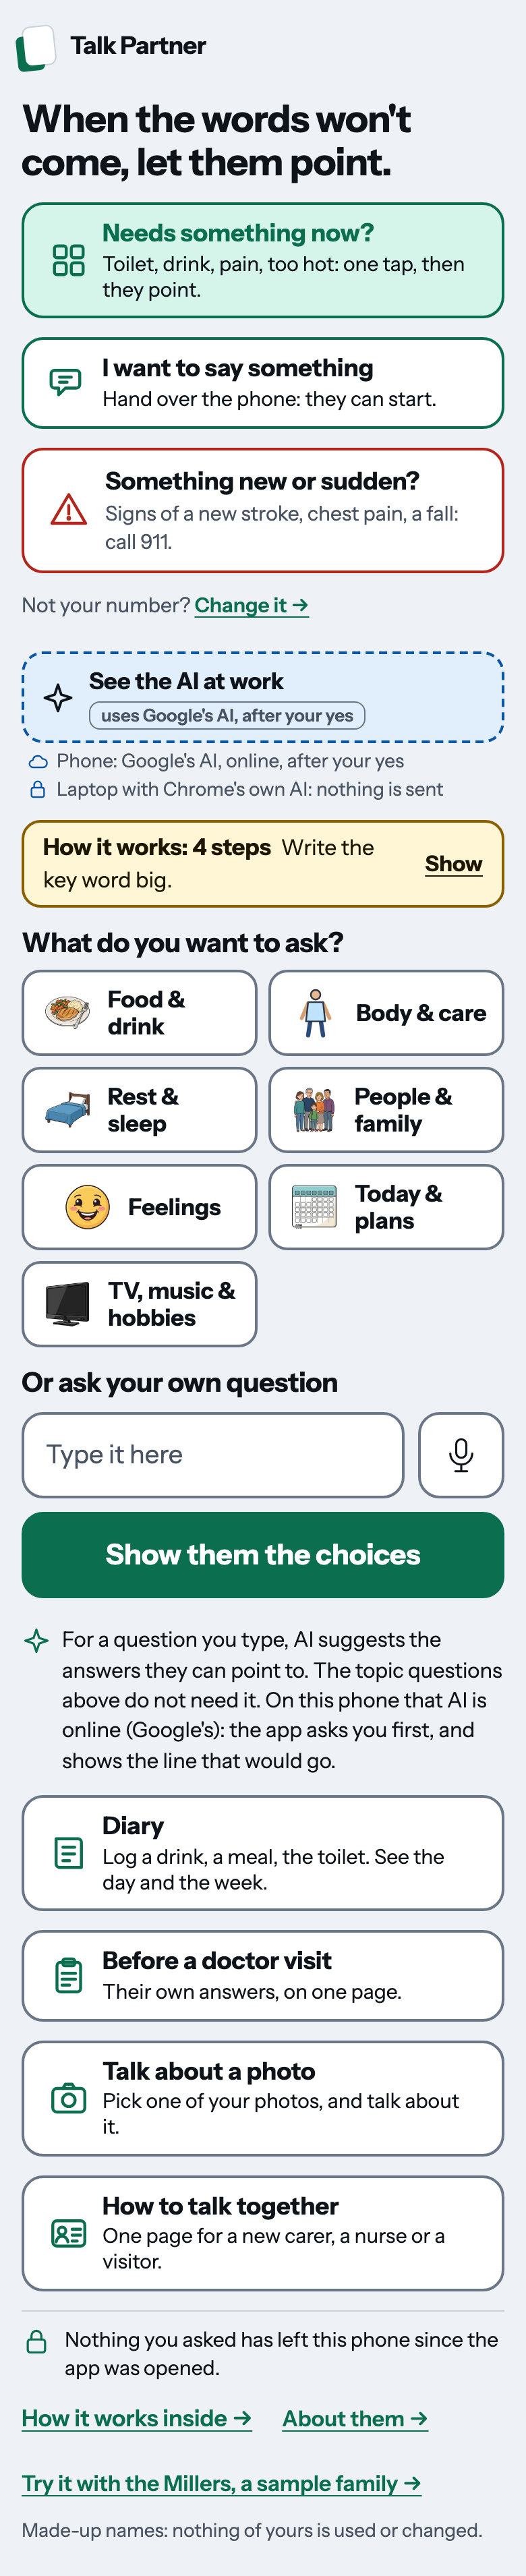 Talk Partner
When the words won't
come, let them point.
Needs something now?
Toilet, drink, pain, too hot: one tap, then
they point.
I want to say something
Hand over the phone: they can start.
Something new or sudden?
Signs of a new stroke, chest pain, a fall:
call 911.
Not your number? Change it →
See the AI at work
uses Google's AI, after your yes
Phone: Google's AI, online, after your yes
Laptop with Chrome's own AI: nothing is sent
How it works: 4 steps Write the
key word big.
Show
What do you want to ask?
Food &
drink
Body & care
Rest &
sleep
People &
family
Feelings
Today &
plans
TV, music &
hobbies
Or ask your own question
Type it here
Show them the choices
For a question you type, AI suggests the
answers they can point to. The topic questions
above do not need it. On this phone that AI is
online (Google's): the app asks you first, and
shows the line that would go.
Diary
Log a drink, a meal, the toilet. See the
day and the week.
Before a doctor visit
Their own answers, on one page.
Talk about a photo
Pick one of your photos, and talk about
it.
How to talk together
One page for a new carer, a nurse or a
visitor.
Nothing you asked has left this phone since the
app was opened.
How it works inside → About them →
Try it with the Millers, a sample family →
Made-up names: nothing of yours is used or changed.